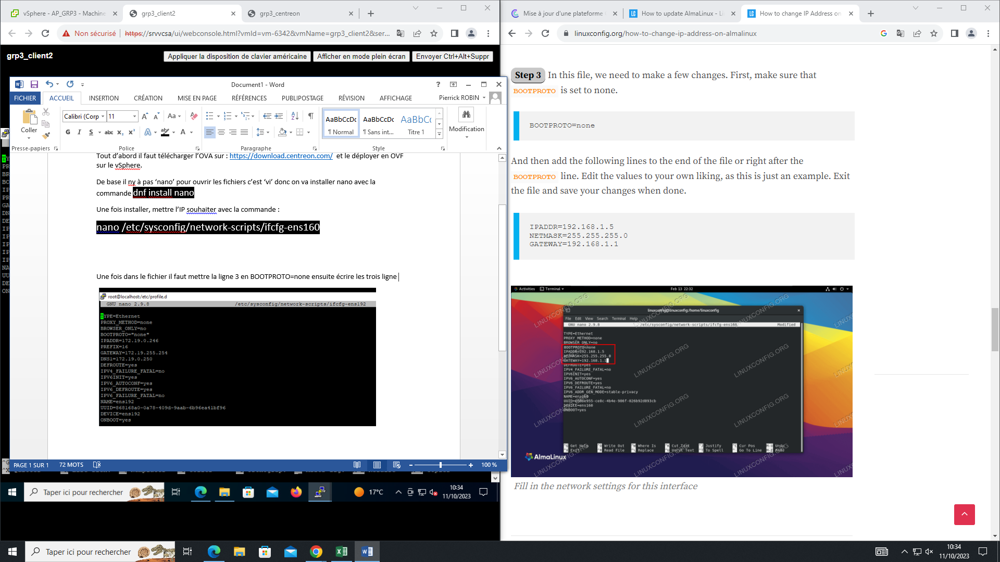 vSphere - AP_GRP3 - Machine
grp3_client2
grp3_centreon
Non sécurisé
https://srvvcsa/ui/webconsole.html?vmId=vm-6342&vmName=grp3_client2&ser...
grp3_client2
Appliquer la disposition de clavier américaine
Afficher en mode plein écran
Envoyer Ctrl+Alt+Suppr
Document1 - Word
FICHIER
ACCUEIL
INSERTION
CRÉATION
MISE EN PAGE
RÉFÉRENCES
PUBLIPOSTAGE
RÉVISION
AFFICHAGE
Pierrick ROBIN
Coller
Calibri (Corp
11
AaBbCcDc
AaBbCcDc
AaBbCc
¶ Normal
¶ Sans int...
Titre 1
Modification
Presse-papiers
Police
Paragraphe
Style
Tout d’abord il faut télécharger l’OVA sur : https://download.centreon.com/ et le déployer en OVF
sur le vSphere.
De base il ny à pas ‘nano’ pour ouvrir les fichiers c’est ‘vi’ donc on va installer nano avec la
commande dnf install nano
Une fois installer, mettre l’IP souhaiter avec la commande :
nano /etc/sysconfig/network-scripts/ifcfg-ens160
Une fois dans le fichier il faut mettre la ligne 3 en BOOTPROTO=none ensuite écrire les trois ligne
root@localhost:/etc/profile.d
GNU nano 2.9.8 /etc/sysconfig/network-scripts/ifcfg-ens192
TYPE=Ethernet
PROXY_METHOD=none
BROWSER_ONLY=no
BOOTPROTO="none"
IPADDR=172.19.0.246
PREFIX=16
GATEWAY=172.19.255.254
DNS1=172.19.0.250
DEFROUTE=yes
IPV4_FAILURE_FATAL=no
IPV6INIT=yes
IPV6_AUTOCONF=yes
IPV6_DEFROUTE=yes
IPV6_FAILURE_FATAL=no
NAME=ens192
UUID=868168a0-0a78-409d-9aab-6b96ea41bf96
DEVICE=ens192
ONBOOT=yes
PAGE 1 SUR 1
72 MOTS
100 %
Taper ici pour rechercher
17°C
10:34
11/10/2023
Mise à jour d'une plateforme
How to update AlmaLinux - Li
How to change IP Address on
linuxconfig.org/how-to-change-ip-address-on-almalinux
Step 3 In this file, we need to make a few changes. First, make sure that
BOOTPROTO is set to none.
BOOTPROTO=none
And then add the following lines to the end of the file or right after the
BOOTPROTO line. Edit the values to your own liking, as this is just an example. Exit
the file and save your changes when done.
IPADDR=192.168.1.5
NETMASK=255.255.255.0
GATEWAY=192.168.1.1
Activities
Terminal
Feb 13 22:32
linuxconfig@linuxconfig:/home/linuxconfig
File Edit View Search Terminal Help
GNU nano 2.9.8 /etc/sysconfig/network-scripts/ifcfg-ens160 Modified
TYPE=Ethernet
PROXY_METHOD=none
BROWSER_ONLY=no
BOOTPROTO=none
IPADDR=192.168.1.5
NETMASK=255.255.255.0
GATEWAY=192.168.1.1
DEFROUTE=yes
IPV4_FAILURE_FATAL=no
IPV6INIT=yes
IPV6_AUTOCONF=yes
IPV6_DEFROUTE=yes
IPV6_FAILURE_FATAL=no
IPV6_ADDR_GEN_MODE=stable-privacy
NAME=ens160
DEVICE=ens160
ONBOOT=yes
Get Help Write Out Where Is Cut Text Justify Cur Pos Undo
Exit Read File Replace Uncut Text To Spell Go To Line Redo
LINUXCONFIG.ORG
AlmaLinux
Fill in the network settings for this interface
Taper ici pour rechercher
10:34
11/10/2023